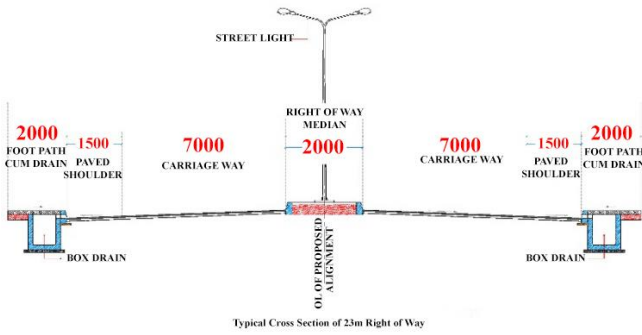 STREET LIGHT
RIGHT OF WAY
MEDIAN
2000
2000
FOOT PATH
CUM DRAIN
1500
PAVED
SHOULDER
7000
CARRIAGE WAY
7000
CARRIAGE WAY
1500
PAVED
SHOULDER
2000
FOOT PATH
CUM DRAIN
BOX DRAIN
OL OF PROPOSED
ALIGNMENT
BOX DRAIN
Typical Cross Section of 23m Right of Way